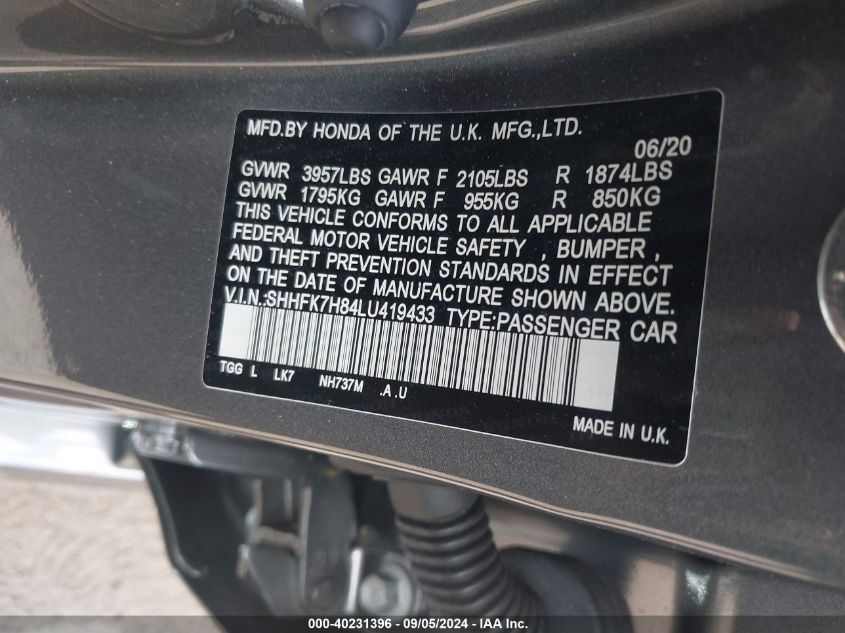 MFD.BY HONDA OF THE U.K. MFG.,LTD.
06/20
GVWR 3957LBS GAWR F 2105LBS R 1874LBS
GVWR 1795KG GAWR F 955KG R 850KG
THIS VEHICLE CONFORMS TO ALL APPLICABLE
FEDERAL MOTOR VEHICLE SAFETY , BUMPER ,
AND THEFT PREVENTION STANDARDS IN EFFECT
ON THE DATE OF MANUFACTURE SHOWN ABOVE.
V.I.N.:SHHFK7H84LU419433 TYPE:PASSENGER CAR
TGG L LK7 NH737M .A .U
MADE IN U.K.
000-40231396 - 09/05/2024 - IAA Inc.